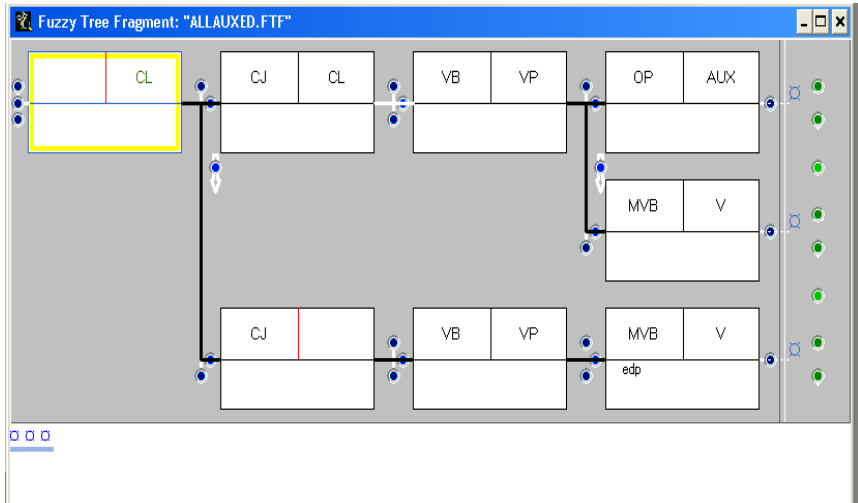 Fuzzy Tree Fragment: "ALLAUXED.FTF"
CL CJ CL VB VP OP AUX
MVB V
CJ VB VP MVB V
edp